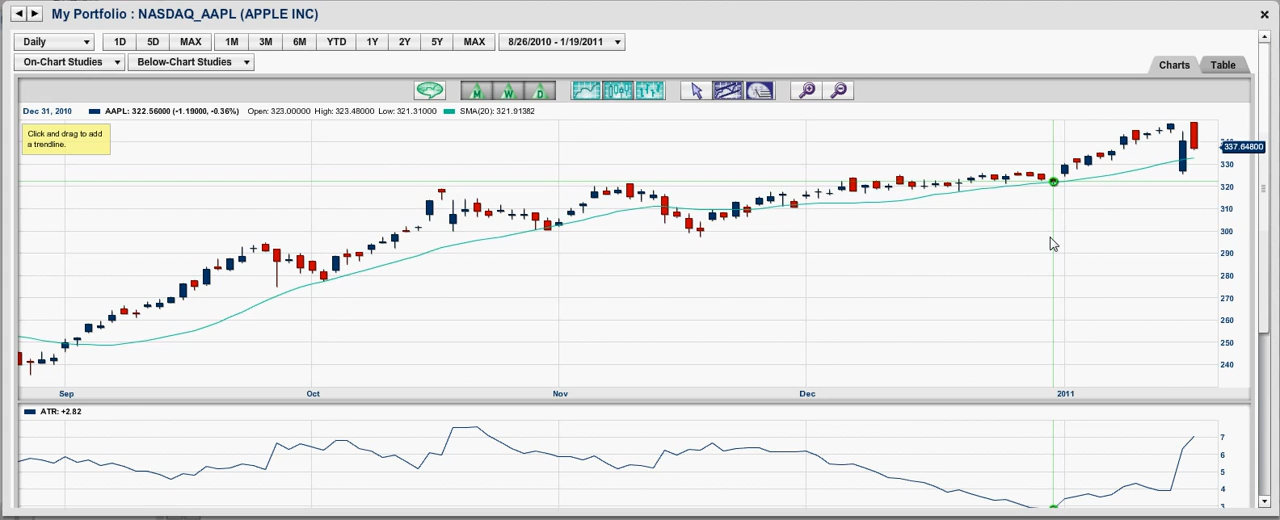 My Portfolio : NASDAQ_AAPL (APPLE INC)
Daily 1D 5D MAX 1M 3M 6M YTD 1Y 2Y 5Y MAX 8/26/2010 - 1/19/2011
On-Chart Studies Below-Chart Studies Charts Table
M W D
Dec 31, 2010 AAPL: 322.56000 (-1.19000, -0.36%) Open: 323.00000 High: 323.48000 Low: 321.31000 SMA(20): 321.91382
Click and drag to add
a trendline.
337.64800
330
320
310
300
290
280
270
260
250
240
Sep Oct Nov Dec 2011
ATR: +2.82
7
6
5
4
3